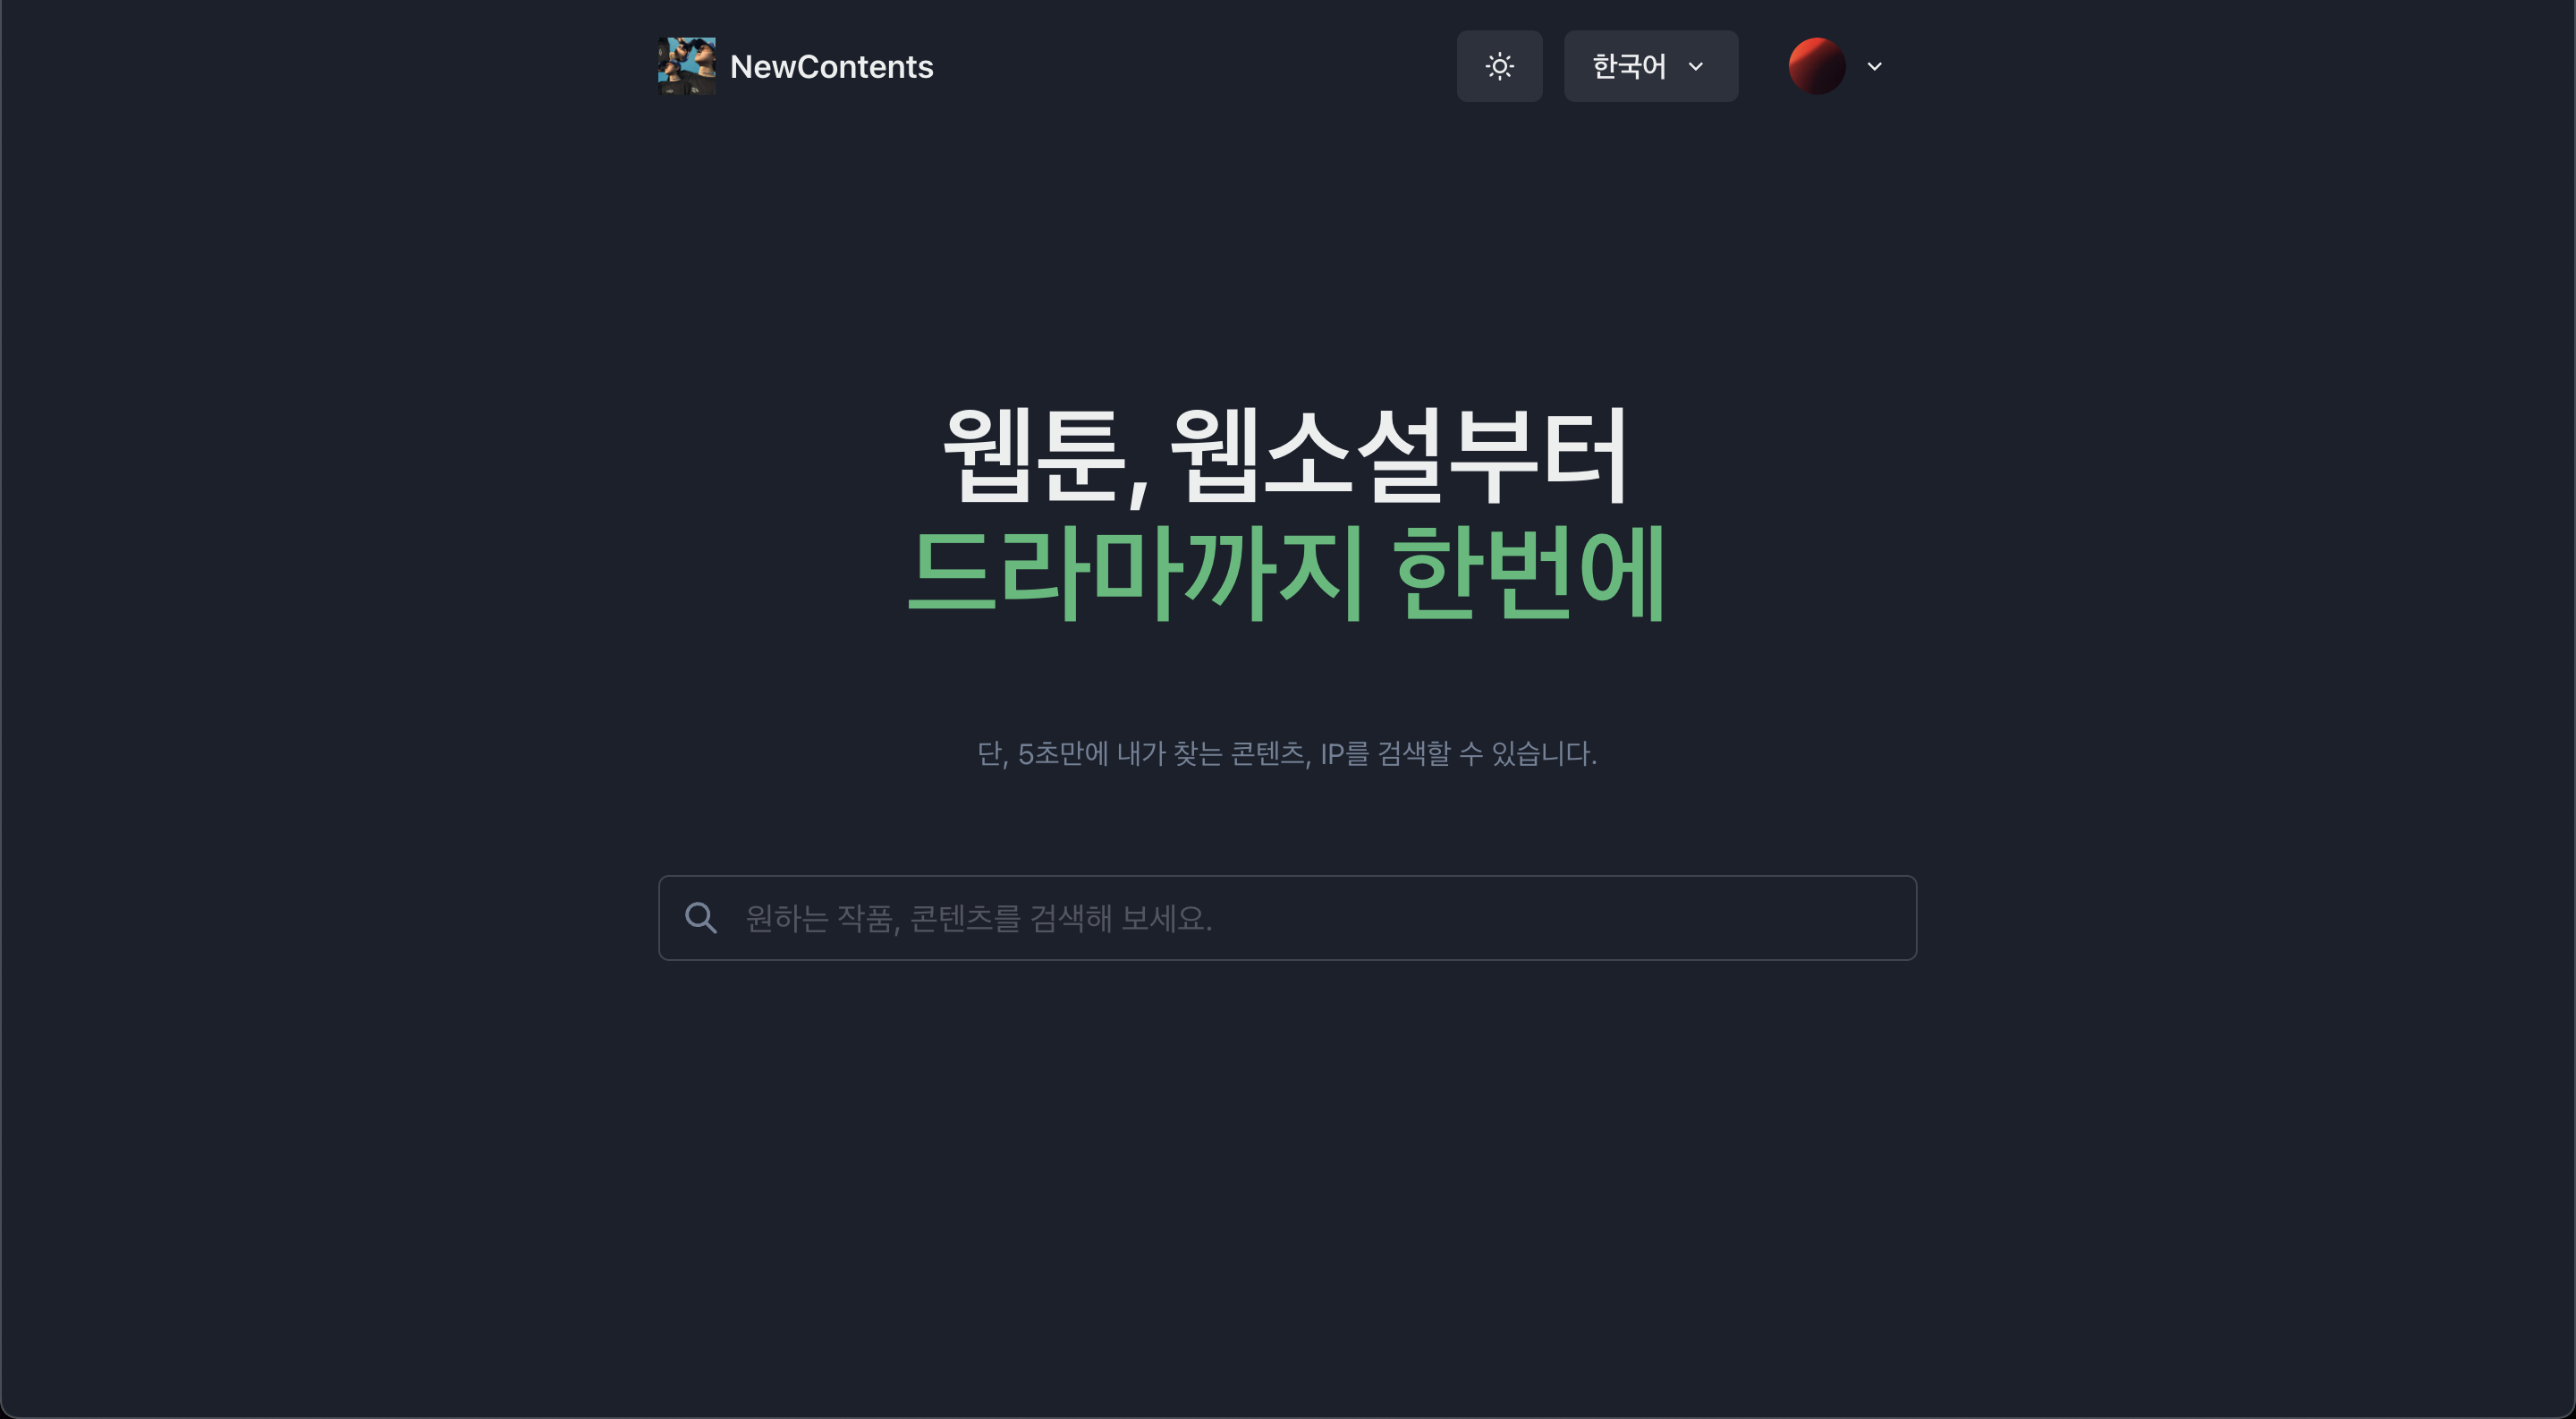 NewContents
한국어
웹툰, 웹소설부터
드라마까지 한번에
단, 5초만에 내가 찾는 콘텐츠, IP를 검색할 수 있습니다.
원하는 작품, 콘텐츠를 검색해 보세요.